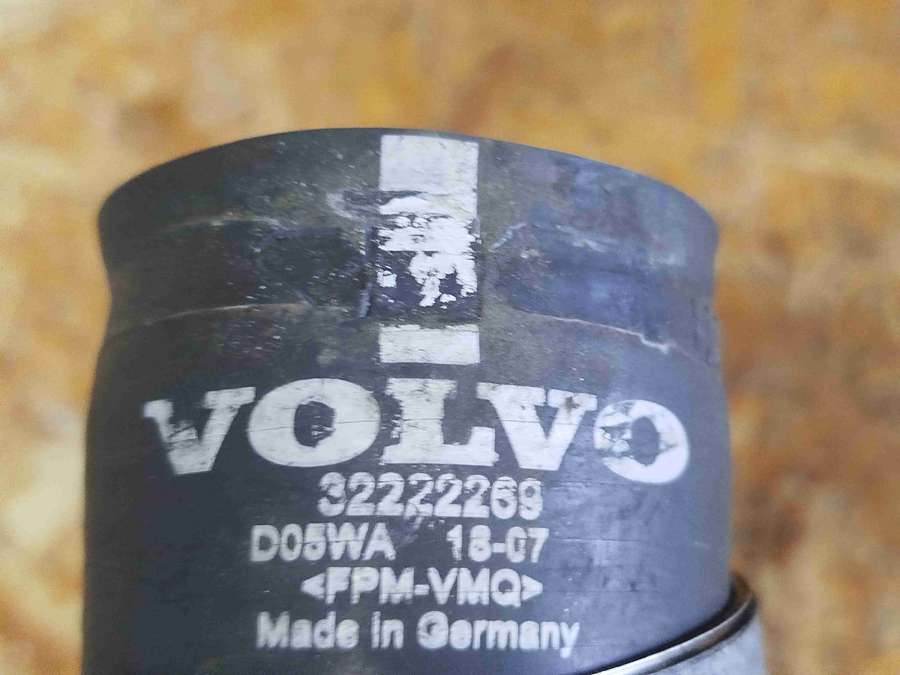 VOLVO
32222269
D05WA 18-07
<FPM-VMQ>
Made in Germany